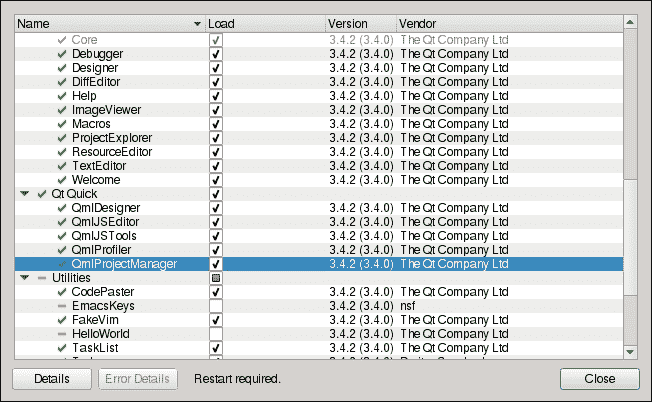 Name Load Version Vendor
Core 3.4.2 (3.4.0) The Qt Company Ltd
Debugger 3.4.2 (3.4.0) The Qt Company Ltd
Designer 3.4.2 (3.4.0) The Qt Company Ltd
DiffEditor 3.4.2 (3.4.0) The Qt Company Ltd
Help 3.4.2 (3.4.0) The Qt Company Ltd
ImageViewer 3.4.2 (3.4.0) The Qt Company Ltd
Macros 3.4.2 (3.4.0) The Qt Company Ltd
ProjectExplorer 3.4.2 (3.4.0) The Qt Company Ltd
ResourceEditor 3.4.2 (3.4.0) The Qt Company Ltd
TextEditor 3.4.2 (3.4.0) The Qt Company Ltd
Welcome 3.4.2 (3.4.0) The Qt Company Ltd
Qt Quick
QmlDesigner 3.4.2 (3.4.0) The Qt Company Ltd
QmlJSEditor 3.4.2 (3.4.0) The Qt Company Ltd
QmlJSTools 3.4.2 (3.4.0) The Qt Company Ltd
QmlProfiler 3.4.2 (3.4.0) The Qt Company Ltd
QmlProjectManager 3.4.2 (3.4.0) The Qt Company Ltd
Utilities
CodePaster 3.4.2 (3.4.0) The Qt Company Ltd
EmacsKeys 3.4.2 (3.4.0) nsf
FakeVim 3.4.2 (3.4.0) The Qt Company Ltd
HelloWorld 3.4.2 (3.4.0) The Qt Company Ltd
TaskList 3.4.2 (3.4.0) The Qt Company Ltd
Details Error Details Restart required. Close